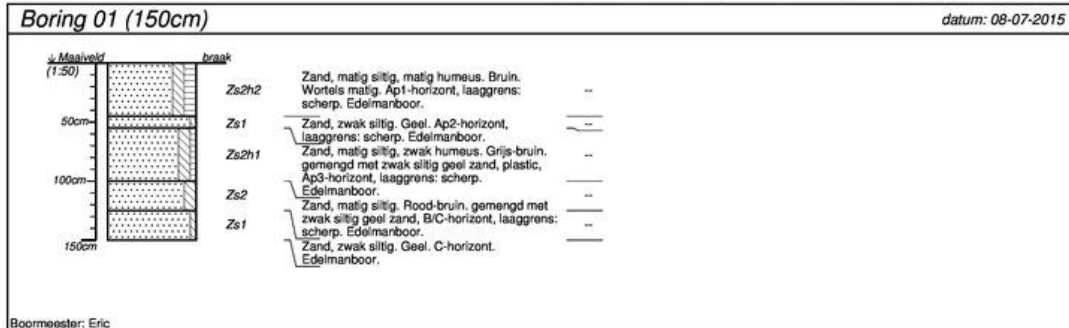 Boring 01 (150cm)
datum: 08-07-2015
↓ Maaiveld
braak
(1:50)
Zs2h2
Zand, matig siltig, matig humeus. Bruin.
Wortels matig. Ap1-horizont, laaggrens:
scherp. Edelmanboor.
--
50cm
Zs1
Zand, zwak siltig. Geel. Ap2-horizont,
laaggrens: scherp. Edelmanboor.
--
Zs2h1
Zand, matig siltig, zwak humeus. Grijs-bruin.
gemengd met zwak slitig geel zand, plastic,
Ap3-horizont, laaggrens: scherp.
Edelmanboor.
--
100cm
Zs2
Zand, matig siltig. Rood-bruin. gemengd met
zwak siltig geel zand, B/C-horizont, laaggrens:
scherp. Edelmanboor.
--
Zs1
Zand, zwak siltig. Geel. C-horizont.
Edelmanboor.
--
150cm
Boormeester: Eric